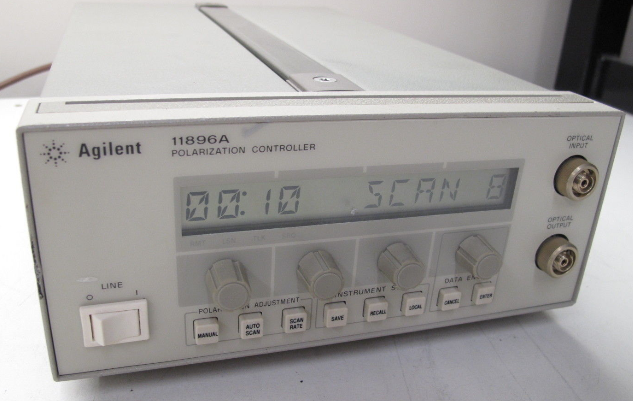 Agilent
11896A
POLARIZATION CONTROLLER
OPTICAL
INPUT
00:10 SCAN 8
OPTICAL
OUTPUT
LINE
O I
MANUAL
AUTO
SCAN
SCAN
RATE
SAVE
RECALL
LOCAL
CANCEL
ENTER
ADJUSTMENT
INSTRUMENT
DATA